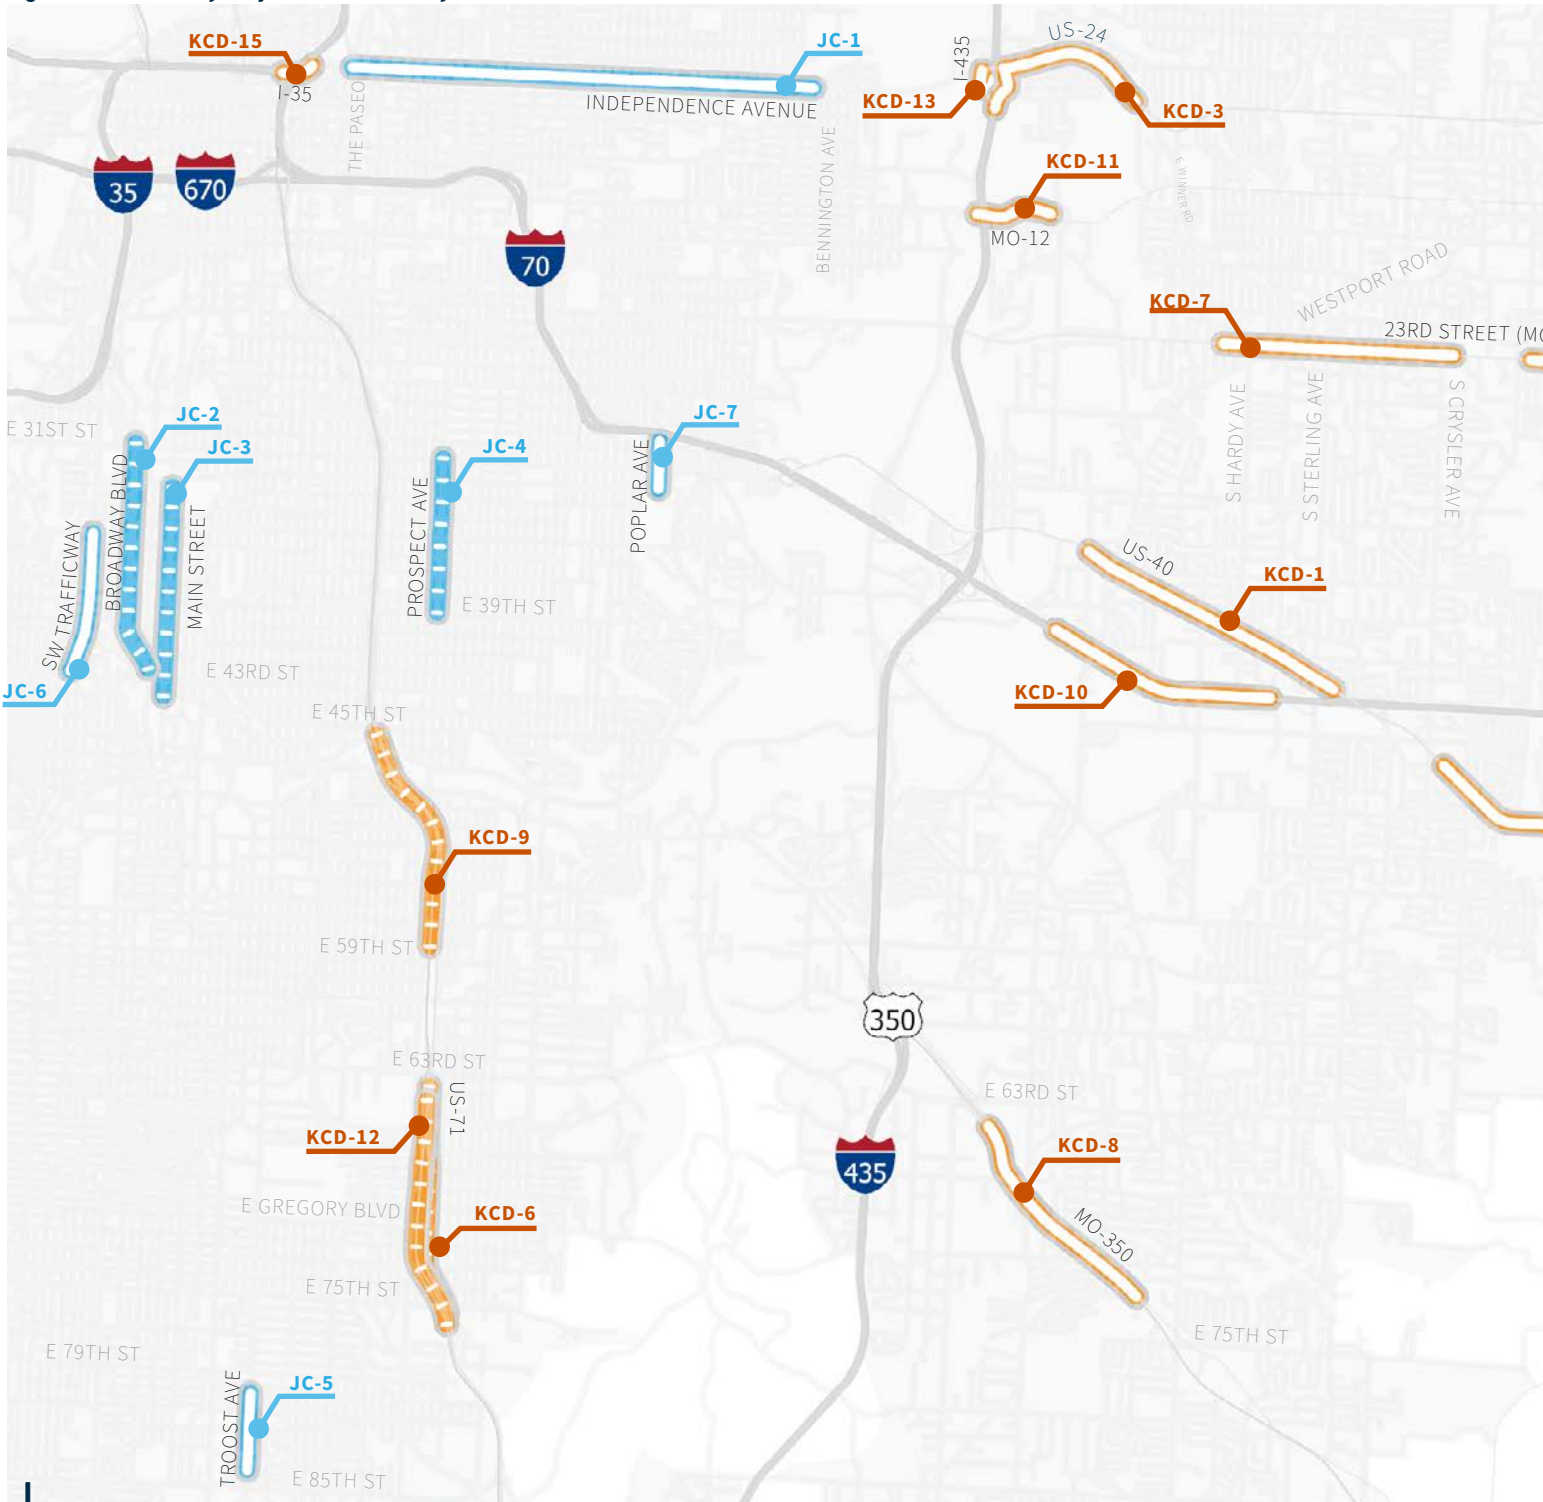 US-24
JC-1
KCD-15
I-435
I-35
INDEPENDENCE AVENUE
KCD-13
KCD-3
THE PASEO
BENNINGTON AVE
KCD-11
35
670
E WINNER RD
MO-12
70
WESTPORT ROAD
KCD-7
23RD STREET (MO
S HARDY AVE
S STERLING AVE
S CRYSLER AVE
E 31ST ST
JC-2
JC-3
JC-4
JC-7
BROADWAY BLVD
MAIN STREET
SW TRAFFICWAY
PROSPECT AVE
POPLAR AVE
US-40
KCD-1
E 39TH ST
E 43RD ST
JC-6
KCD-10
E 45TH ST
KCD-9
E 59TH ST
350
E 63RD ST
US-71
E 63RD ST
KCD-12
KCD-8
435
E GREGORY BLVD
KCD-6
MO-350
E 75TH ST
E 75TH ST
E 79TH ST
TROOST AVE
JC-5
E 85TH ST